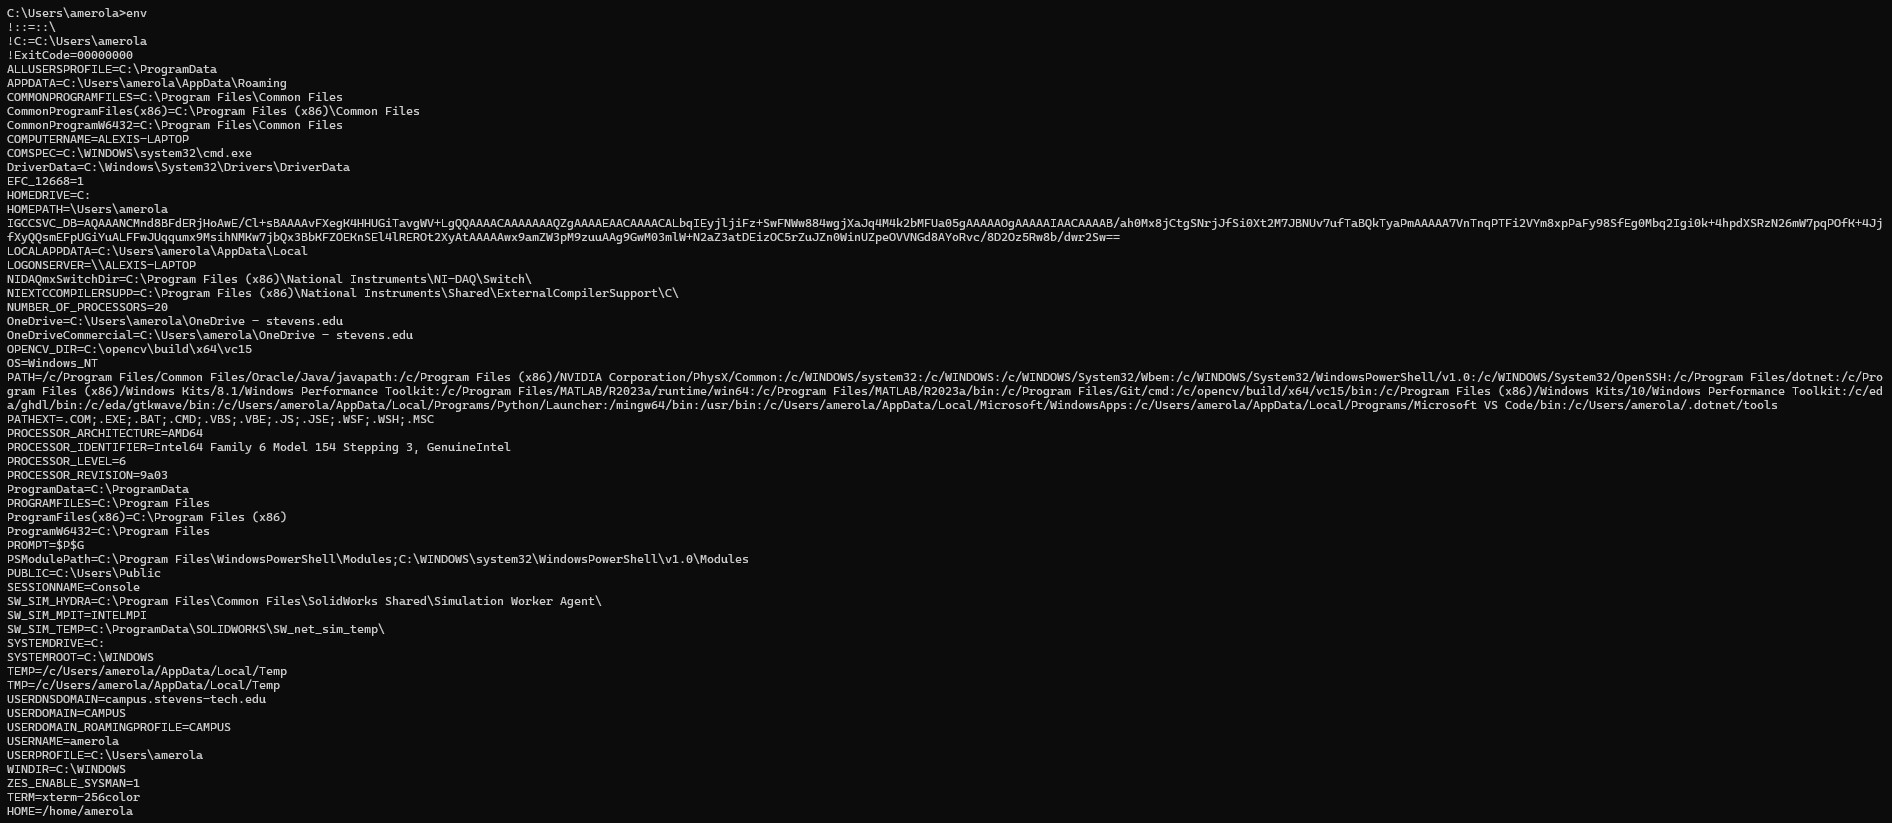 C:\Users\amerola>env
!::=::\
!C:=C:\Users\amerola
!ExitCode=00000000
ALLUSERSPROFILE=C:\ProgramData
APPDATA=C:\Users\amerola\AppData\Roaming
COMMONPROGRAMFILES=C:\Program Files\Common Files
CommonProgramFiles(x86)=C:\Program Files (x86)\Common Files
CommonProgramW6432=C:\Program Files\Common Files
COMPUTERNAME=ALEXIS-LAPTOP
COMSPEC=C:\WINDOWS\system32\cmd.exe
DriverData=C:\Windows\System32\Drivers\DriverData
EFC_12668=1
HOMEDRIVE=C:
HOMEPATH=\Users\amerola
IGCCSVC_DB=AQAAANCMnd8BFdERjHoAwE/Cl+sBAAAAvFXegK4HHUGiTavgWV+LgQQAAAACAAAAAAAQZgAAAAEAACAAAACALbqIEyjljiFz+SwFNWw884wgjXaJq4M4k2bMFUa05gAAAAAOgAAAAAIAACAAAAB/ah0Mx8jCtgSNrjJfSi0Xt2M7JBNUv7ufTaBQkTyaPmAAAAA7VnTnqPTFi2VYm8xpPaFy98SfEg0Mbq2Igi0k+4hpdXSRzN26mW7pqPOfK+4Jj
fXyQQsmEFpUGiYuALFFwJUqqumx9MsihNMKw7jbQx3BbKFZOEKnSEl4lREROt2XyAtAAAAAwx9amZW3pM9zuuAAg9GwM03mlW+N2aZ3atDEizOC5rZuJZn0WinUZpeOVVNGd8AYoRvc/8D2Oz5Rw8b/dwr2Sw==
LOCALAPPDATA=C:\Users\amerola\AppData\Local
LOGONSERVER=\\ALEXIS-LAPTOP
NIDAQmxSwitchDir=C:\Program Files (x86)\National Instruments\NI-DAQ\Switch\
NIEXTCCOMPILERSUPP=C:\Program Files (x86)\National Instruments\Shared\ExternalCompilerSupport\C\
NUMBER_OF_PROCESSORS=20
OneDrive=C:\Users\amerola\OneDrive - stevens.edu
OneDriveCommercial=C:\Users\amerola\OneDrive - stevens.edu
OPENCV_DIR=C:\opencv\build\x64\vc15
OS=Windows_NT
PATH=/c/Program Files/Common Files/Oracle/Java/javapath:/c/Program Files (x86)/NVIDIA Corporation/PhysX/Common:/c/WINDOWS/system32:/c/WINDOWS:/c/WINDOWS/System32/Wbem:/c/WINDOWS/System32/WindowsPowerShell/v1.0:/c/WINDOWS/System32/OpenSSH:/c/Program Files/dotnet:/c/Pro
gram Files (x86)/Windows Kits/8.1/Windows Performance Toolkit:/c/Program Files/MATLAB/R2023a/runtime/win64:/c/Program Files/MATLAB/R2023a/bin:/c/Program Files/Git/cmd:/c/opencv/build/x64/vc15/bin:/c/Program Files (x86)/Windows Kits/10/Windows Performance Toolkit:/c/ed
a/ghdl/bin:/c/eda/gtkwave/bin:/c/Users/amerola/AppData/Local/Programs/Python/Launcher:/mingw64/bin:/usr/bin:/c/Users/amerola/AppData/Local/Microsoft/WindowsApps:/c/Users/amerola/AppData/Local/Programs/Microsoft VS Code/bin:/c/Users/amerola/.dotnet/tools
PATHEXT=.COM;.EXE;.BAT;.CMD;.VBS;.VBE;.JS;.JSE;.WSF;.WSH;.MSC
PROCESSOR_ARCHITECTURE=AMD64
PROCESSOR_IDENTIFIER=Intel64 Family 6 Model 154 Stepping 3, GenuineIntel
PROCESSOR_LEVEL=6
PROCESSOR_REVISION=9a03
ProgramData=C:\ProgramData
PROGRAMFILES=C:\Program Files
ProgramFiles(x86)=C:\Program Files (x86)
ProgramW6432=C:\Program Files
PROMPT=$P$G
PSModulePath=C:\Program Files\WindowsPowerShell\Modules;C:\WINDOWS\system32\WindowsPowerShell\v1.0\Modules
PUBLIC=C:\Users\Public
SESSIONNAME=Console
SW_SIM_HYDRA=C:\Program Files\Common Files\SolidWorks Shared\Simulation Worker Agent\
SW_SIM_MPIT=INTELMPI
SW_SIM_TEMP=C:\ProgramData\SOLIDWORKS\SW_net_sim_temp\
SYSTEMDRIVE=C:
SYSTEMROOT=C:\WINDOWS
TEMP=/c/Users/amerola/AppData/Local/Temp
TMP=/c/Users/amerola/AppData/Local/Temp
USERDNSDOMAIN=campus.stevens-tech.edu
USERDOMAIN=CAMPUS
USERDOMAIN_ROAMINGPROFILE=CAMPUS
USERNAME=amerola
USERPROFILE=C:\Users\amerola
WINDIR=C:\WINDOWS
ZES_ENABLE_SYSMAN=1
TERM=xterm-256color
HOME=/home/amerola